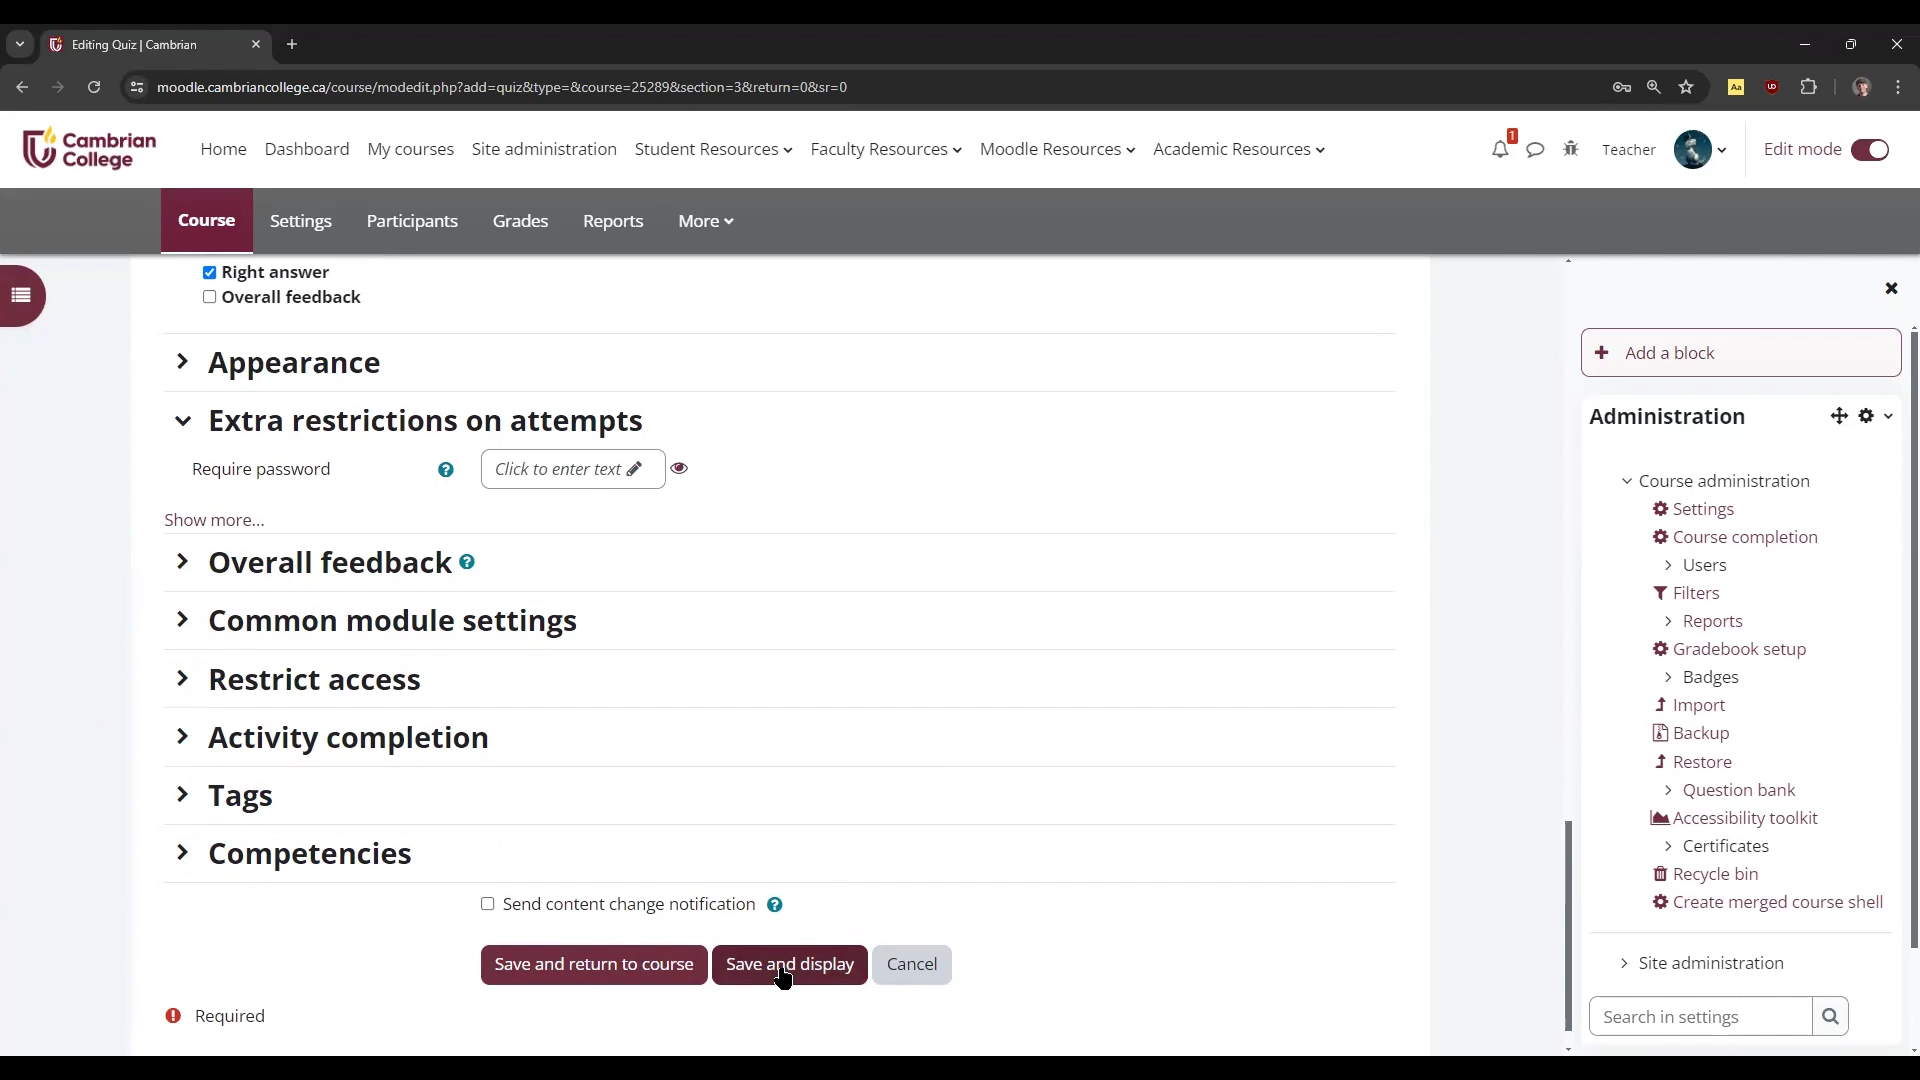 Editing Quiz | Cambrian
moodle.cambriancollege.ca/course/modedit.php?add=quiz&type=&course=25289&section=3&return=0&sr=0
Aa
UD
Cambrian
College
Home Dashboard My courses Site administration Student Resources Faculty Resources Moodle Resources Academic Resources
1
Teacher
Edit mode
Course Settings Participants Grades Reports More
Right answer
Overall feedback
Appearance
Extra restrictions on attempts
Require password ? Click to enter text
Show more...
Overall feedback ?
Common module settings
Restrict access
Activity completion
Tags
Competencies
Send content change notification ?
Save and return to course Save and display Cancel
! Required
Add a block
Administration
Course administration
Settings
Course completion
Users
Filters
Reports
Gradebook setup
Badges
Import
Backup
Restore
Question bank
Accessibility toolkit
Certificates
Recycle bin
Create merged course shell
Site administration
Search in settings